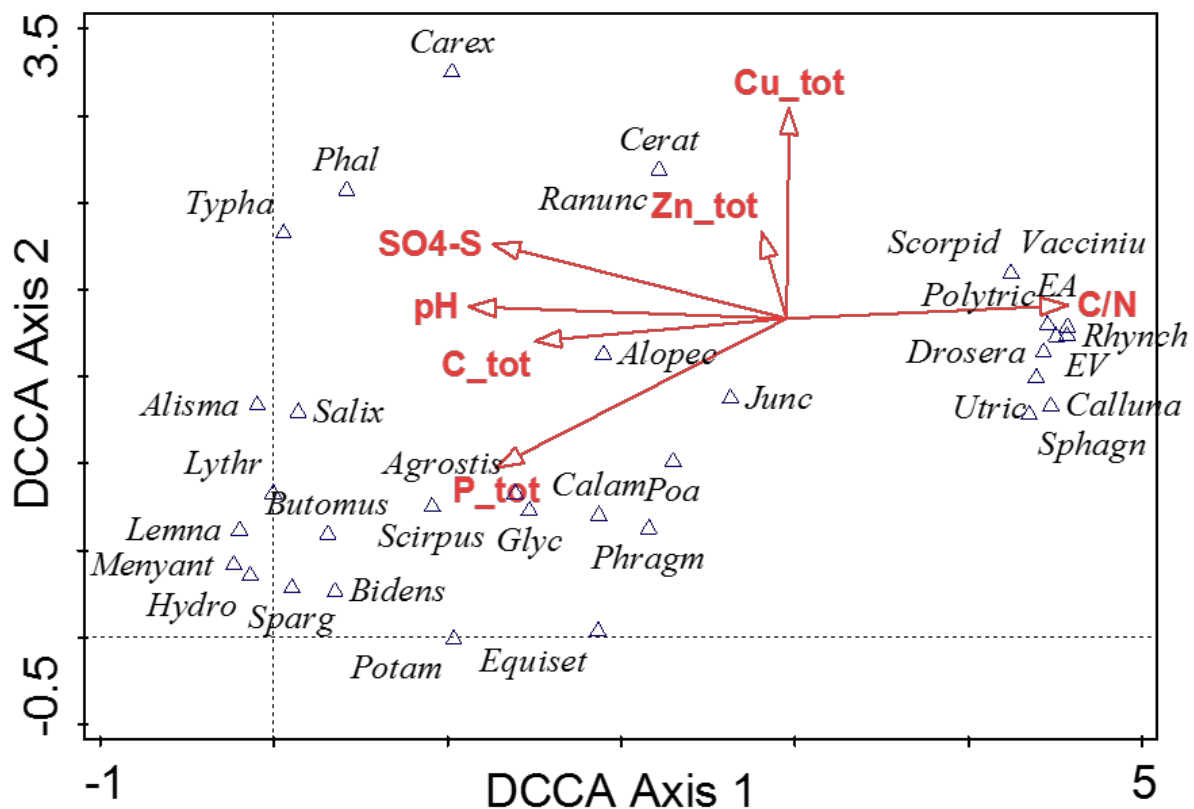 3.5
Carex
Cu_tot
Cerat
Phal
Typha
Ranunc
Zn_tot
SO4-S
Scorpid
Vacciniu
Polytric
EA
C/N
pH
Rhynch
Drosera
EV
C_tot
Alopec
Alisma
Salix
Junc
Utric
Calluna
Sphagn
Lythr
Agrostis
P_tot
Calam
Poa
Butomus
Lemna
Scirpus
Glyc
Phragm
Menyant
Hydro
Sparg
Bidens
Potam
Equiset
DCCA Axis 2
-0.5
-1
DCCA Axis 1
5